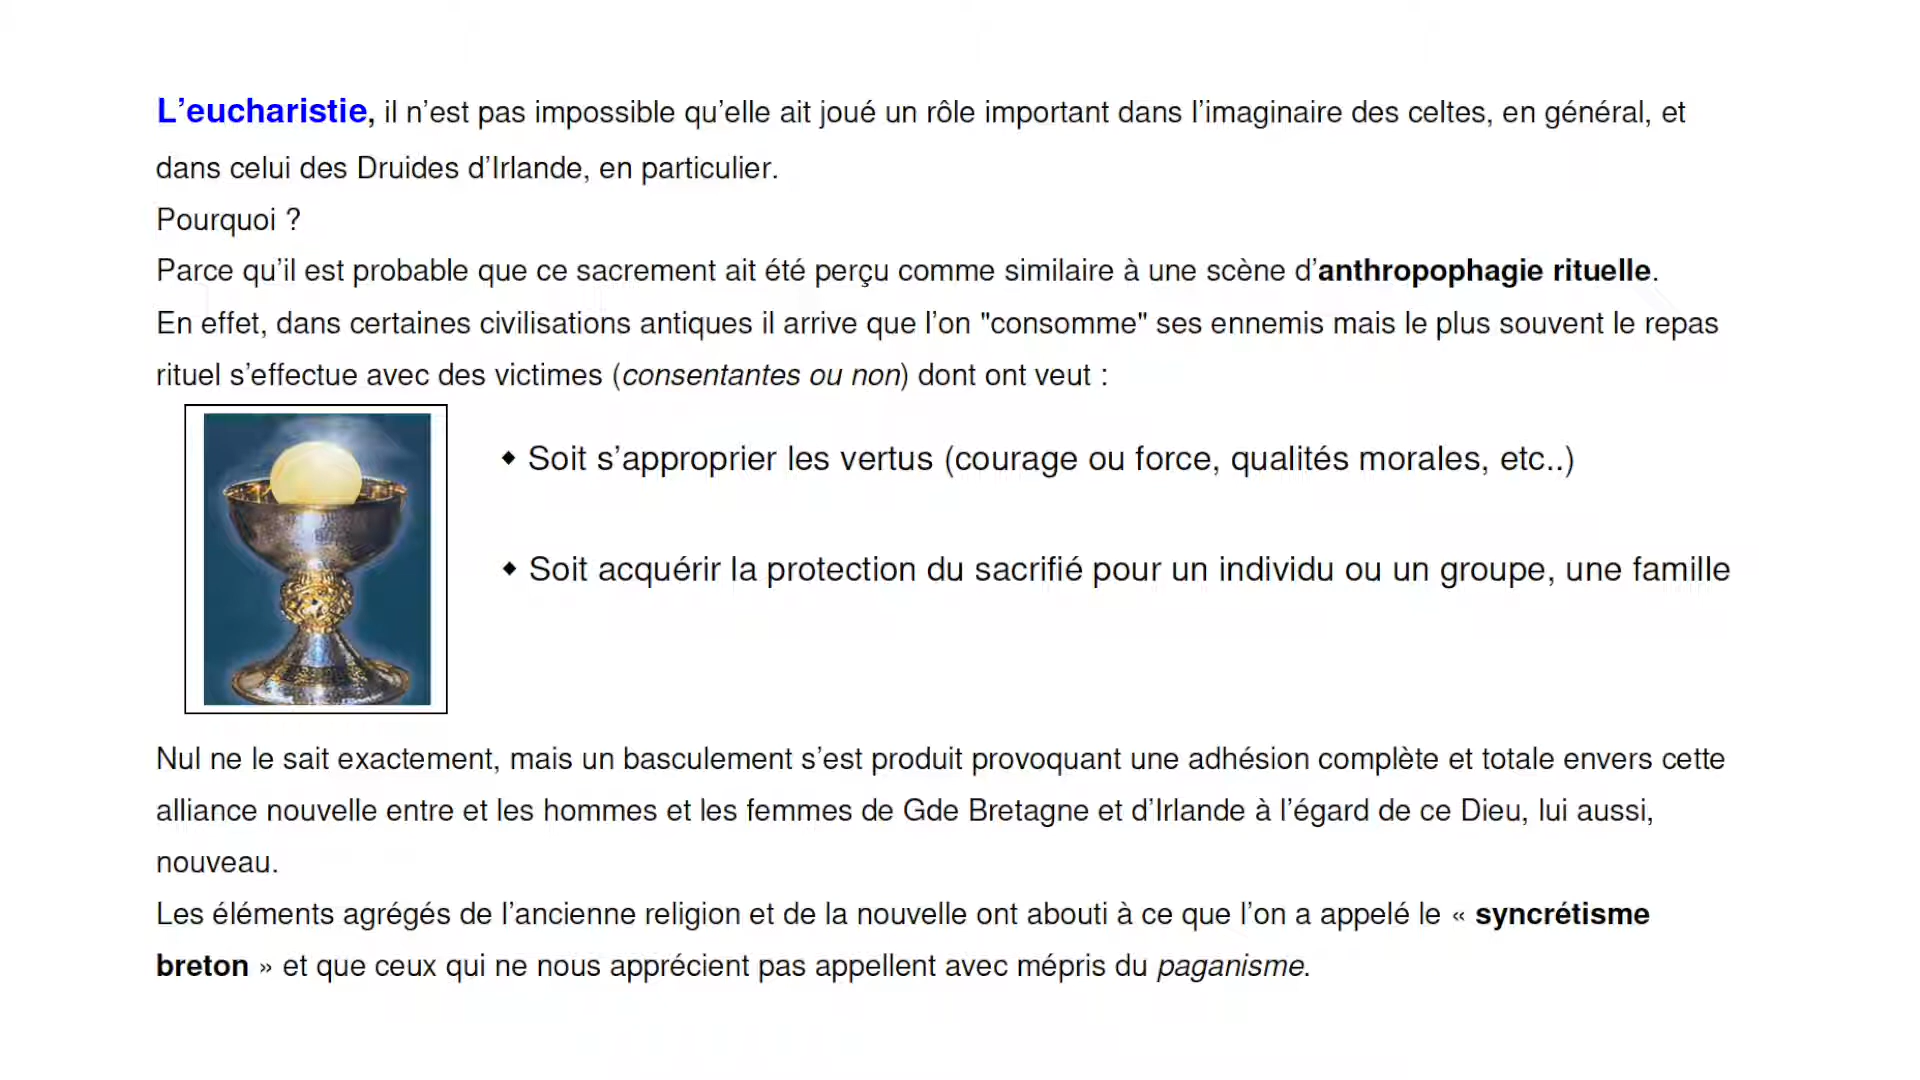 L’eucharistie, il n’est pas impossible qu’elle ait joué un rôle important dans l’imaginaire des celtes, en général, et
dans celui des Druides d’Irlande, en particulier.
Pourquoi ?
Parce qu’il est probable que ce sacrement ait été perçu comme similaire à une scène d’anthropophagie rituelle.
En effet, dans certaines civilisations antiques il arrive que l’on "consomme" ses ennemis mais le plus souvent le repas
rituel s’effectue avec des victimes (consentantes ou non) dont ont veut :
◆ Soit s’approprier les vertus (courage ou force, qualités morales, etc..)
◆ Soit acquérir la protection du sacrifié pour un individu ou un groupe, une famille
Nul ne le sait exactement, mais un basculement s’est produit provoquant une adhésion complète et totale envers cette
alliance nouvelle entre et les hommes et les femmes de Gde Bretagne et d’Irlande à l’égard de ce Dieu, lui aussi,
nouveau.
Les éléments agrégés de l’ancienne religion et de la nouvelle ont abouti à ce que l’on a appelé le « syncrétisme
breton » et que ceux qui ne nous apprécient pas appellent avec mépris du paganisme.